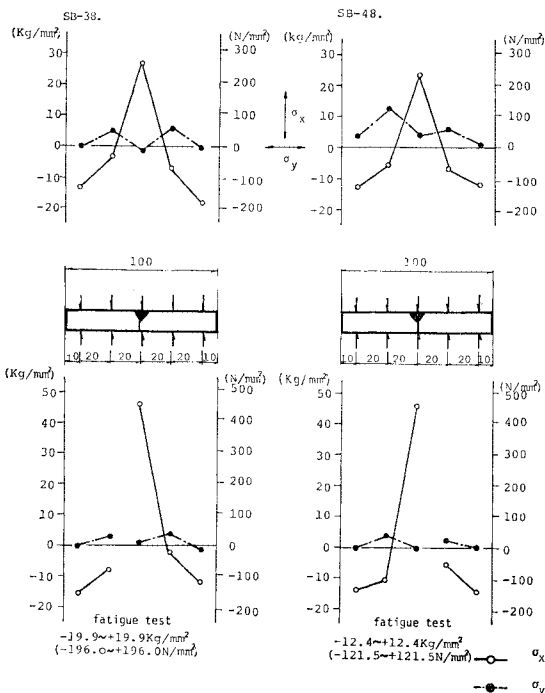 SB-38.
SB-48.
(Kg/mm²)
(N/mm²)
(kg/mm²)
(N/mm²)
30
300
30
300
20
200
20
200
10
100
σx
10
100
0
0
σy
0
0
-10
-100
-10
-100
-20
-200
-20
-200
100
10 20 20 20 20 10
20 20 20 20 10
(Kg/mm²)
(N/mm²)
(Kg/mm²)
(N/mm²)
50
500
50
500
40
400
40
400
30
300
30
300
20
200
20
200
10
100
10
100
0
0
0
0
-10
-100
-10
-100
-20
-200
-20
-200
fatigue test
-19.9~+19.9Kg/mm²
(-196.0~+196.0N/mm²)
fatigue test
-12.4~+12.4Kg/mm²
(-121.5~+121.5N/mm²)
σx
σy